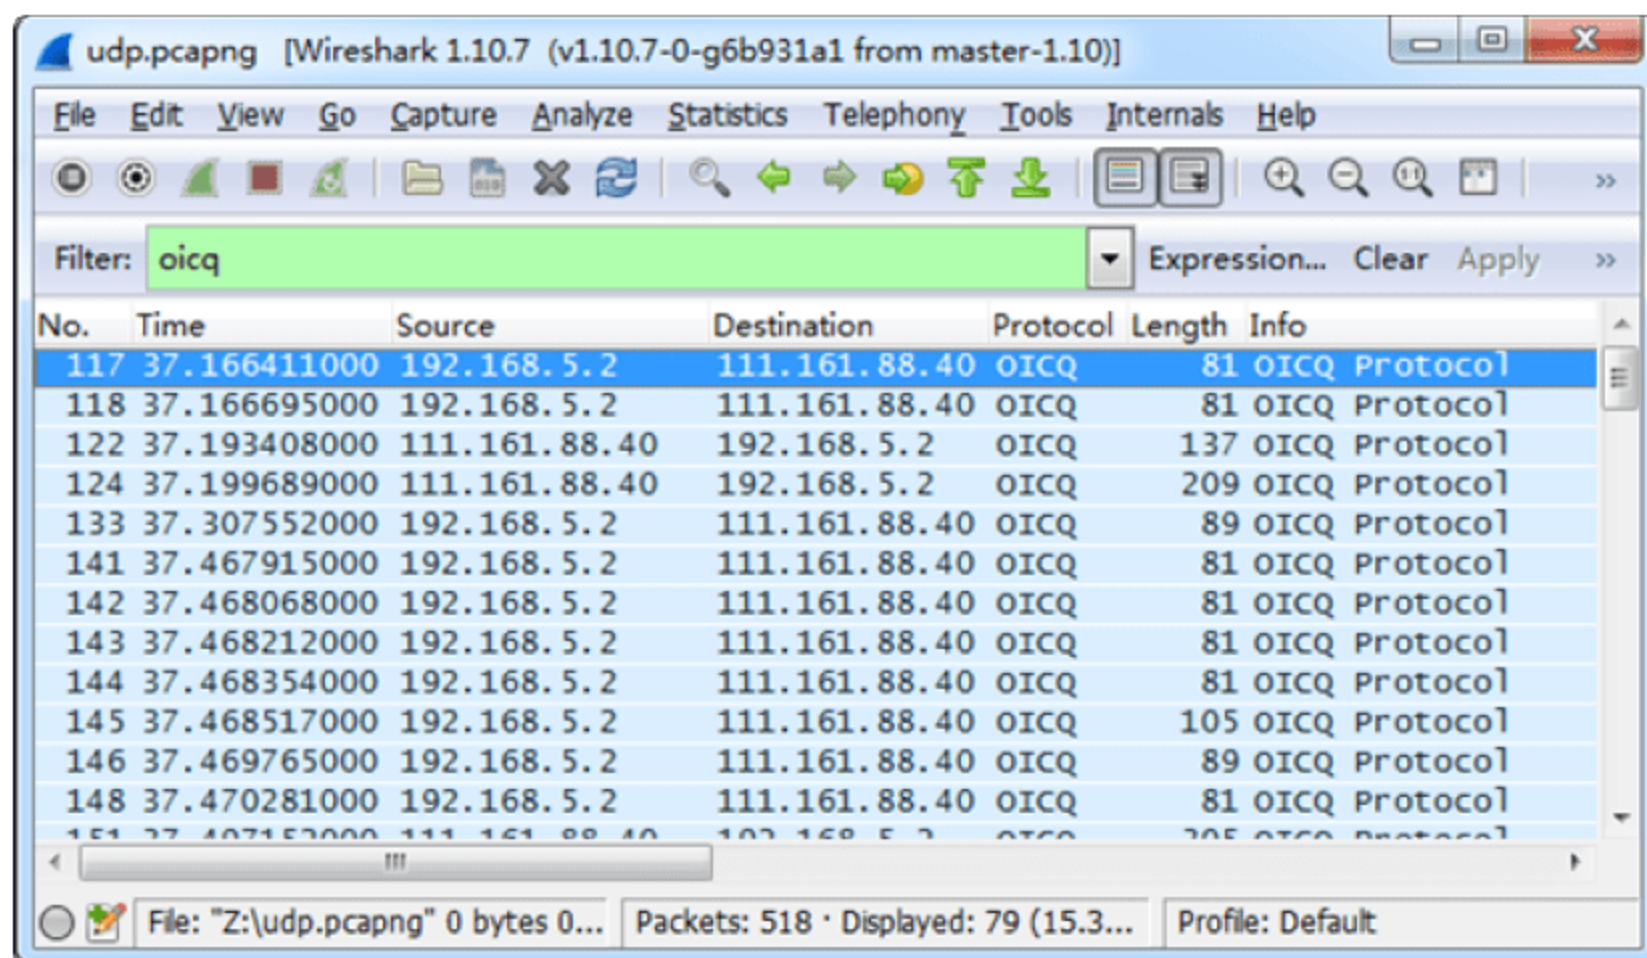 udp.pcapng [Wireshark 1.10.7 (v1.10.7-0-g6b931a1 from master-1.10)]
File Edit View Go Capture Analyze Statistics Telephony Tools Internals Help
Filter: oicq Expression... Clear Apply
No. Time Source Destination Protocol Length Info
117 37.166411000 192.168.5.2 111.161.88.40 OICQ 81 OICQ Protocol
118 37.166695000 192.168.5.2 111.161.88.40 OICQ 81 OICQ Protocol
122 37.193408000 111.161.88.40 192.168.5.2 OICQ 137 OICQ Protocol
124 37.199689000 111.161.88.40 192.168.5.2 OICQ 209 OICQ Protocol
133 37.307552000 192.168.5.2 111.161.88.40 OICQ 89 OICQ Protocol
141 37.467915000 192.168.5.2 111.161.88.40 OICQ 81 OICQ Protocol
142 37.468068000 192.168.5.2 111.161.88.40 OICQ 81 OICQ Protocol
143 37.468212000 192.168.5.2 111.161.88.40 OICQ 81 OICQ Protocol
144 37.468354000 192.168.5.2 111.161.88.40 OICQ 81 OICQ Protocol
145 37.468517000 192.168.5.2 111.161.88.40 OICQ 105 OICQ Protocol
146 37.469765000 192.168.5.2 111.161.88.40 OICQ 89 OICQ Protocol
148 37.470281000 192.168.5.2 111.161.88.40 OICQ 81 OICQ Protocol
File: "Z:\udp.pcapng" 0 bytes 0... Packets: 518 · Displayed: 79 (15.3... Profile: Default